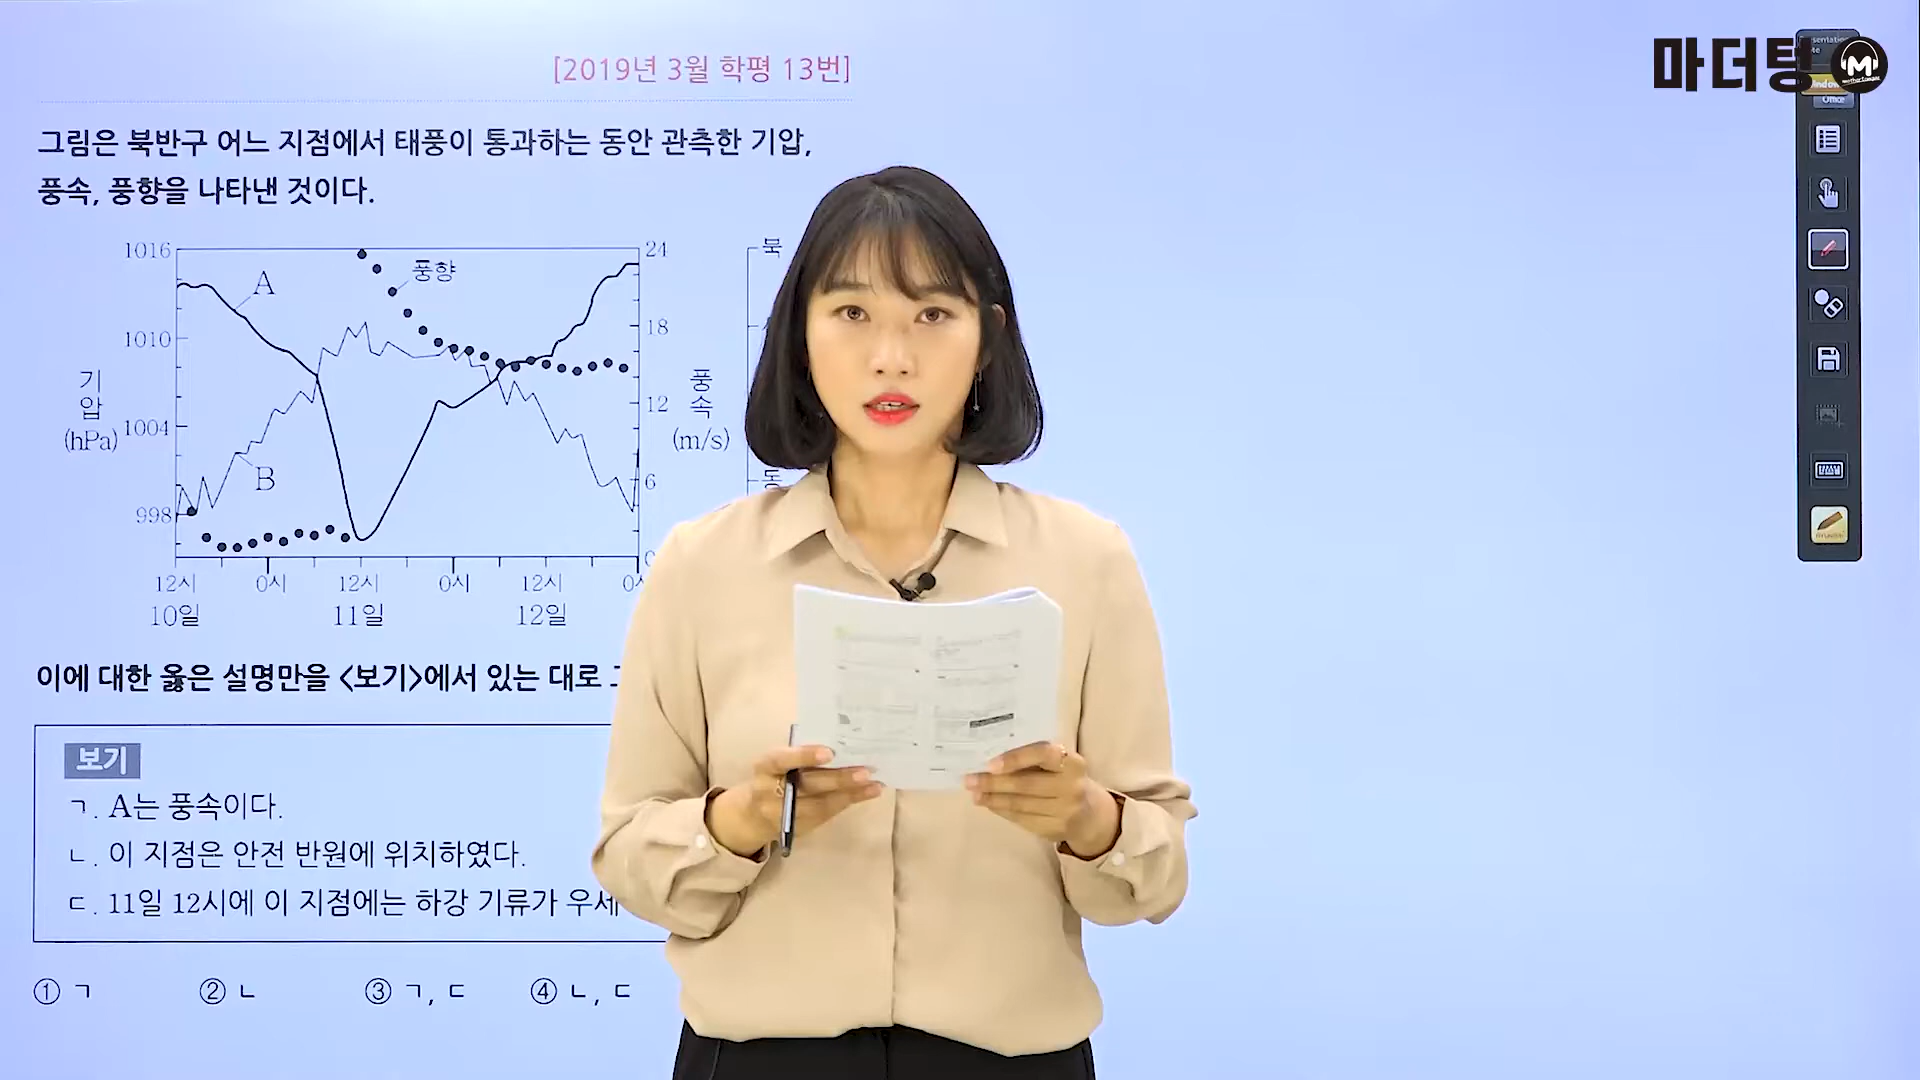 마더텅
[2019년 3월 학평 13번]
그림은 북반구 어느 지점에서 태풍이 통과하는 동안 관측한 기압,
풍속, 풍향을 나타낸 것이다.
1016
1010
1004
998
기압
(hPa)
A
B
풍향
24
18
12
6
0
풍속
(m/s)
북
동
12시
0시
12시
0시
12시
10일
11일
12일
이에 대한 옳은 설명만을 <보기>에서 있는 대로
보기
ㄱ. A는 풍속이다.
ㄴ. 이 지점은 안전 반원에 위치하였다.
ㄷ. 11일 12시에 이 지점에는 하강 기류가 우세
① ㄱ
② ㄴ
③ ㄱ, ㄷ
④ ㄴ, ㄷ